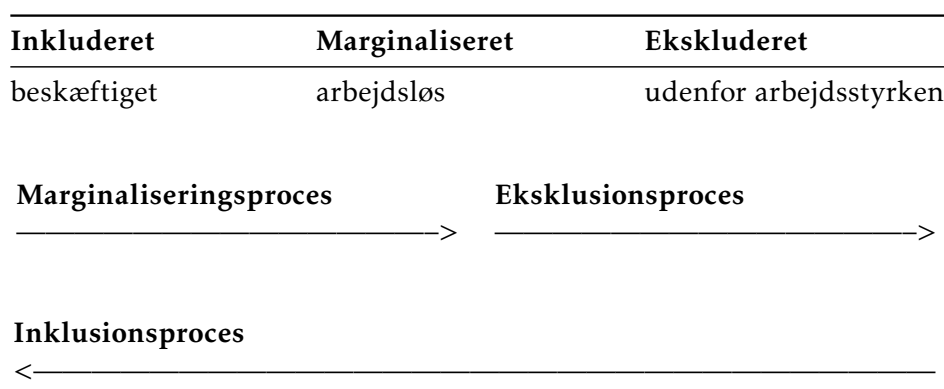 Inkluderet Marginaliseret Ekskluderet
beskæftiget arbejdsløs udenfor arbejdsstyrken
Marginaliseringsproces Eksklusionsproces
———————————————> ———————————————>
Inklusionsproces
<————————————————————————————————